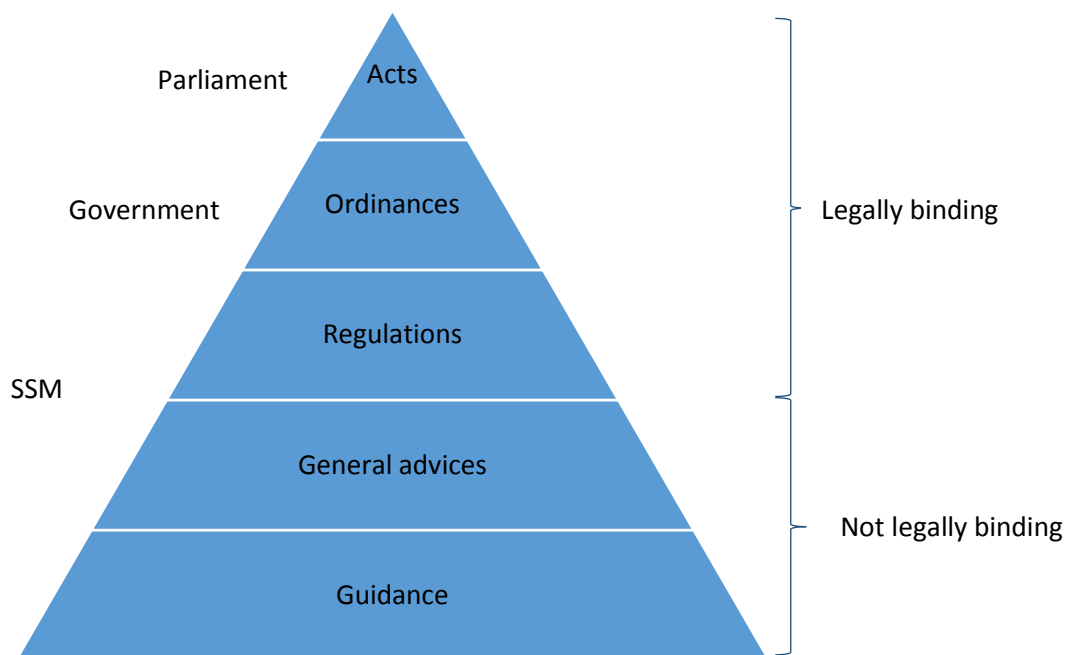 Parliament
Acts
Government
Ordinances
Legally binding
Regulations
SSM
General advices
Not legally binding
Guidance